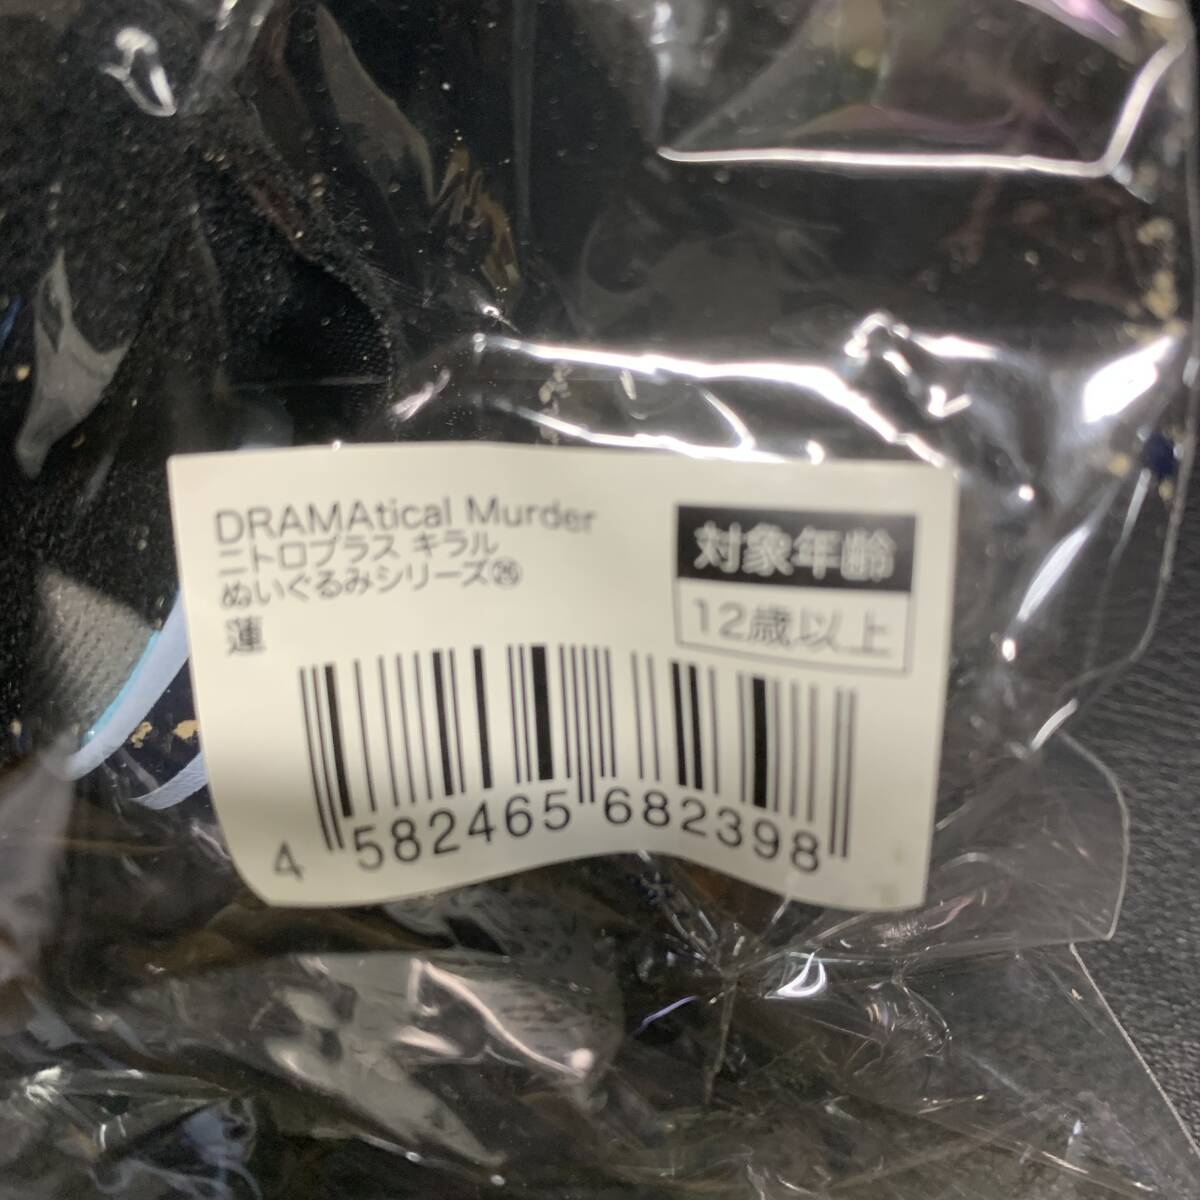 DRAMAtical Murder
ニトロプラス キラル
ぬいぐるみシリーズ㉖
蓮
対象年齢
12歳以上
4 582465 682398